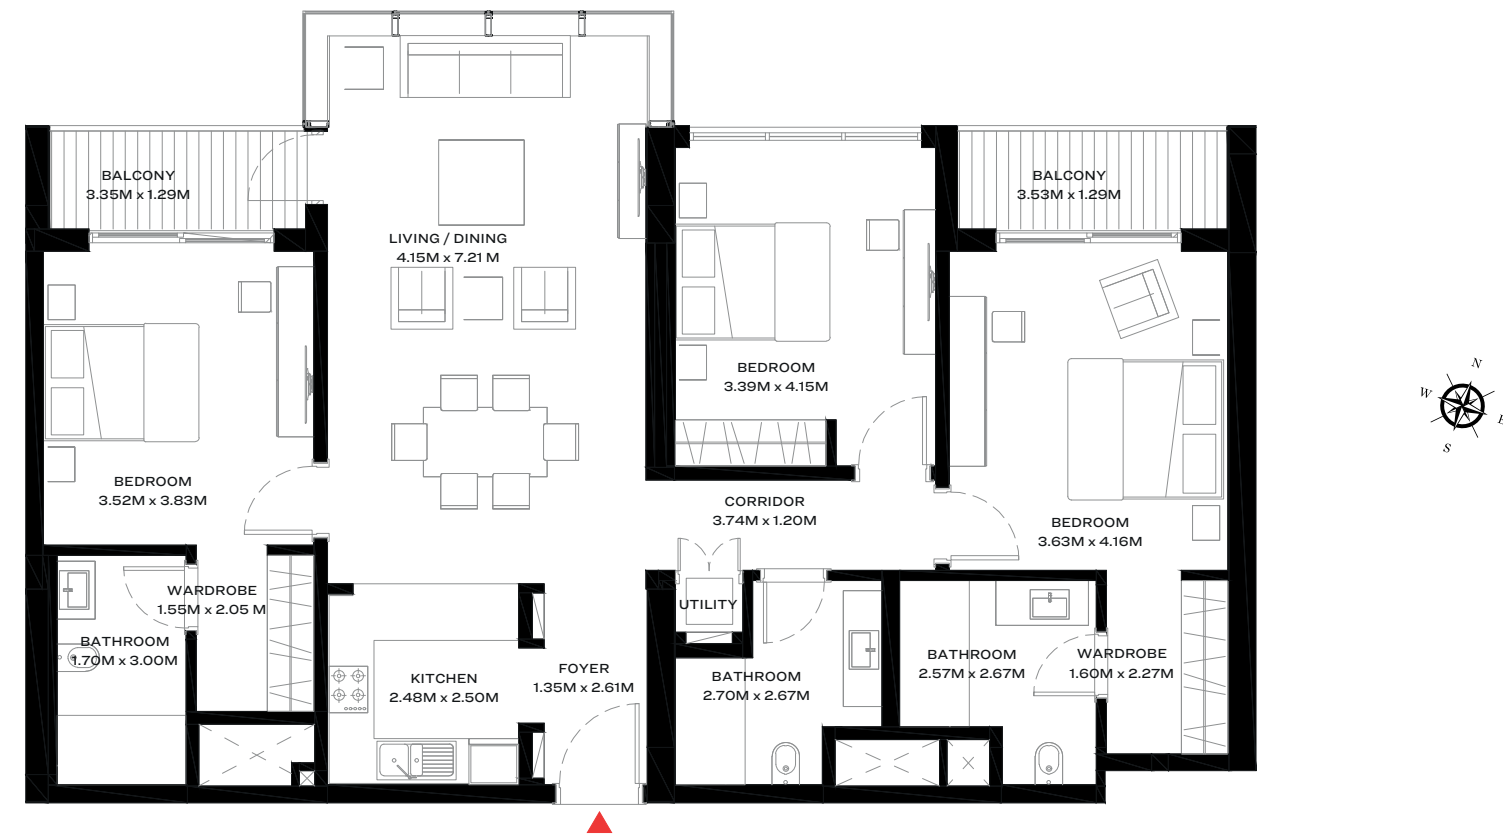 BALCONY
3.35M x 1.29M
BALCONY
3.53M x 1.29M
LIVING / DINING
4.15M x 7.21 M
BEDROOM
3.39M x 4.15M
N
W
E
S
BEDROOM
3.52M x 3.83M
CORRIDOR
3.74M x 1.20M
BEDROOM
3.63M x 4.16M
WARDROBE
1.55M x 2.05 M
UTILITY
BATHROOM
1.70M x 3.00M
KITCHEN
2.48M x 2.50M
FOYER
1.35M x 2.61M
BATHROOM
2.70M x 2.67M
BATHROOM
2.57M x 2.67M
WARDROBE
1.60M x 2.27M